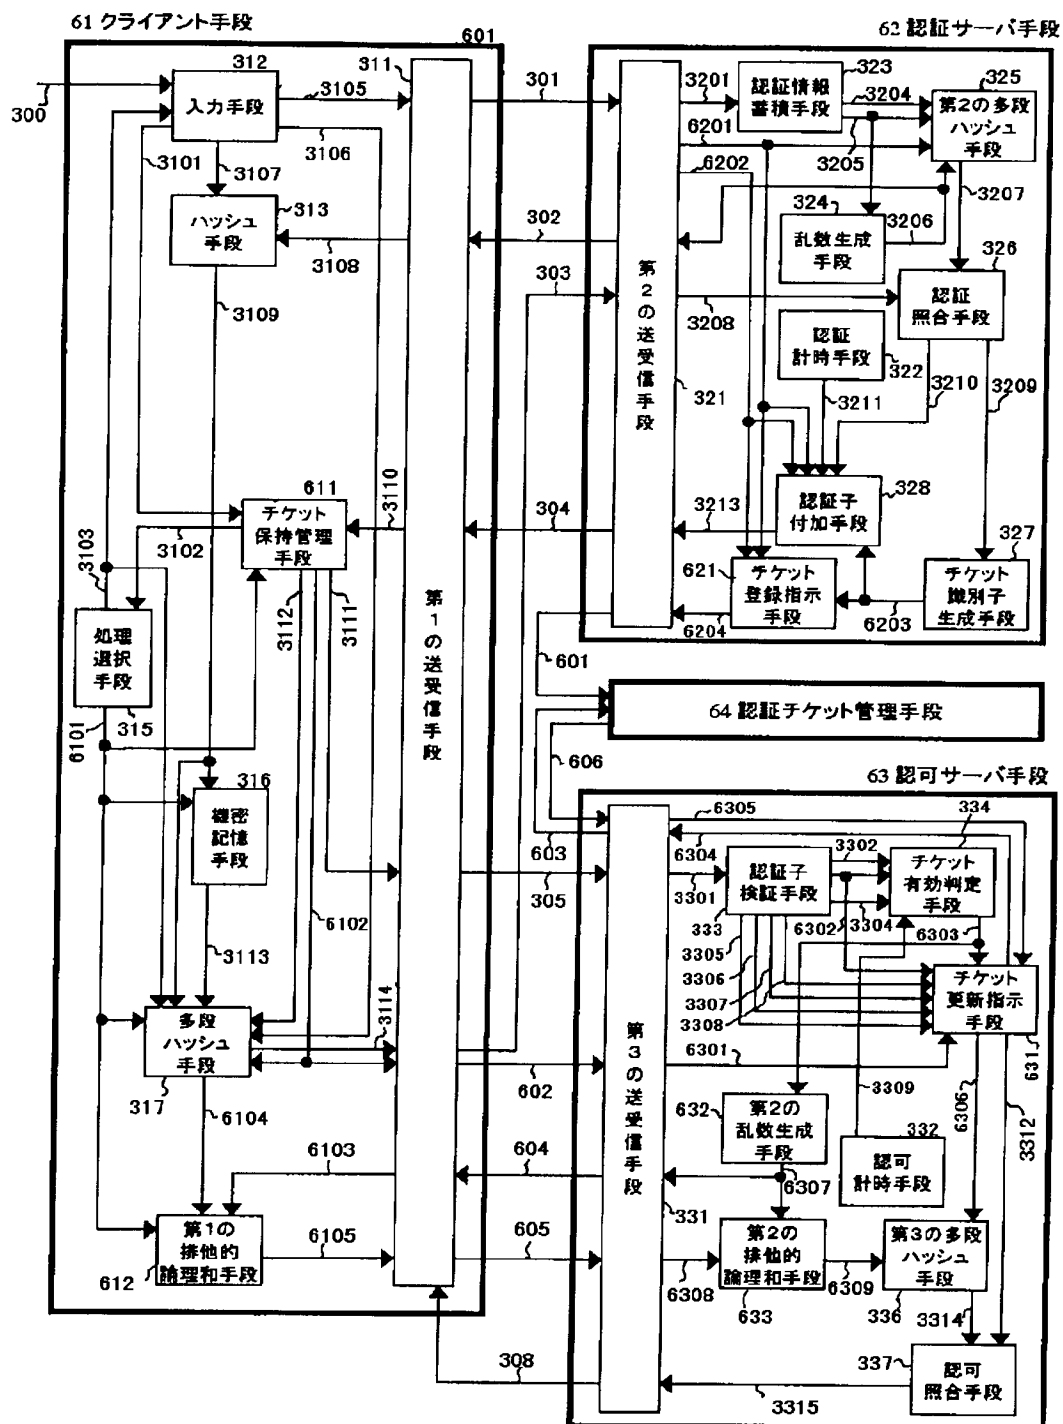 61 クライアント手段
601
311
312
入力手段
300
3105
3106
3101
3107
313
ハッシュ
手段
3108
3109
301
302
303
611
チケット
保持管理
手段
3110
3102
3103
3112
3111
304
処理
選択
手段
315
6101
316
機密
記憶
手段
3113
6102
3114
多段
ハッシュ
手段
317
6104
6103
第1の
排他的
論理和手段
612
6105
第1の送受信手段
305
602
604
605
308
62 認証サーバ手段
第2の送受信手段
321
3201
323
認証情報
蓄積手段
3204
3205
325
第2の多段
ハッシュ
手段
6201
6202
3207
324
乱数生成
手段
3206
326
認証
照合手段
3208
認証
計時手段
322
3211
3210
3209
3213
認証子
付加手段
328
327
チケット
識別子
生成手段
6203
621
チケット
登録指示
手段
6204
601
64 認証チケット管理手段
606
603
63 認可サーバ手段
第3の送受信手段
331
6305
6304
3302
334
チケット
有効判定
手段
3301
認証子
検証手段
333
6302
3304
6303
3305
3306
3307
3308
チケット
更新指示
手段
631
6301
3309
632
第2の
乱数生成
手段
6307
332
認可
計時手段
6306
3312
第2の
排他的
論理和手段
6308
633
6309
第3の多段
ハッシュ
手段
336
3314
337
認可
照合手段
3315